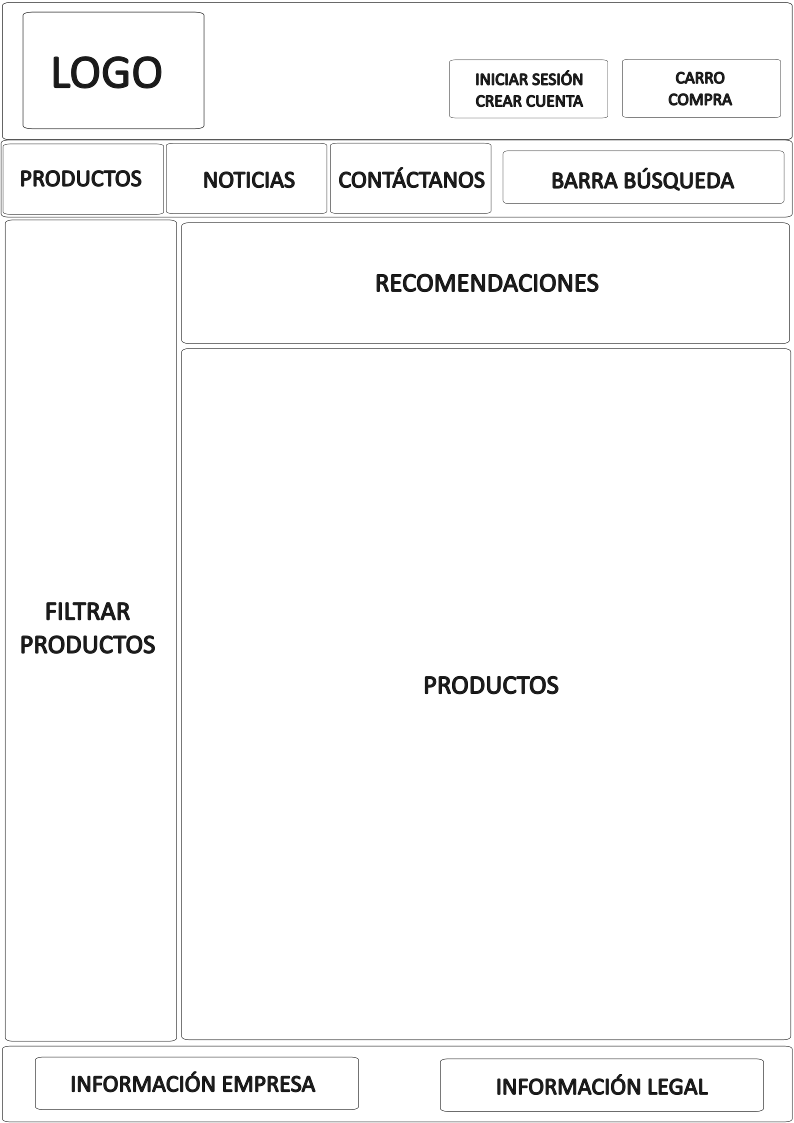 LOGO
INICIAR SESIÓN
CREAR CUENTA
CARRO
COMPRA
PRODUCTOS
NOTICIAS
CONTÁCTANOS
BARRA BÚSQUEDA
RECOMENDACIONES
FILTRAR
PRODUCTOS
PRODUCTOS
INFORMACIÓN EMPRESA
INFORMACIÓN LEGAL